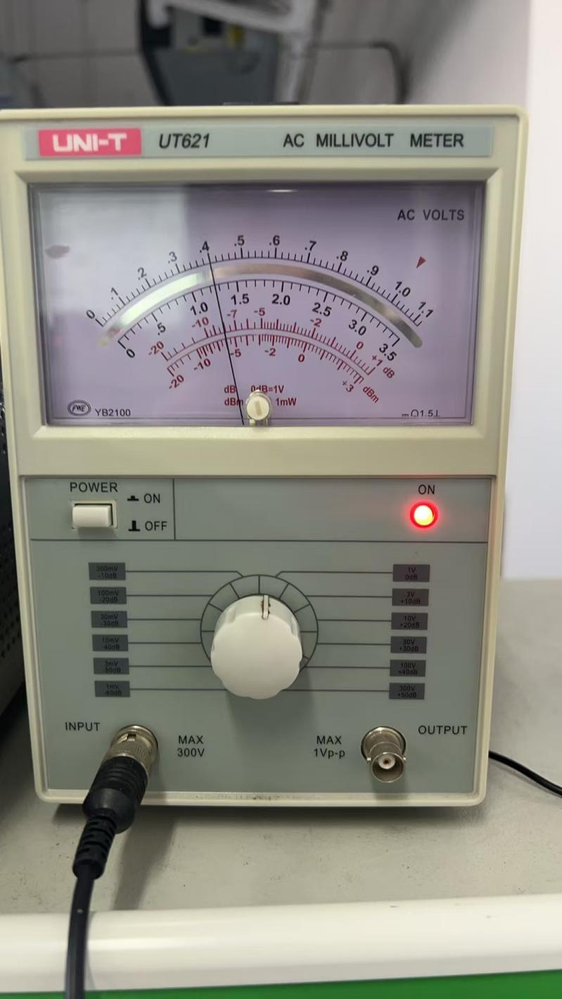 UNI-T UT621 AC MILLIVOLT METER
AC VOLTS
0 .1 .2 .3 .4 .5 .6 .7 .8 .9 1.0 1.1
0 .5 1.0 1.5 2.0 2.5 3.0 3.5
-20 -10 -7 -5 -2 0 +1 dB
-20 -10 -5 -2 0 +3 dBm
dB 0dB=1V
dBm 1mW
YB2100
POWER
ON
OFF
ON
300mV
-10dB
100mV
-20dB
30mV
-30dB
10mV
-40dB
3mV
-50dB
1mV
-60dB
1V
0dB
3V
+10dB
10V
+20dB
30V
+30dB
100V
+40dB
300V
+50dB
INPUT
MAX
300V
MAX
1Vp-p
OUTPUT